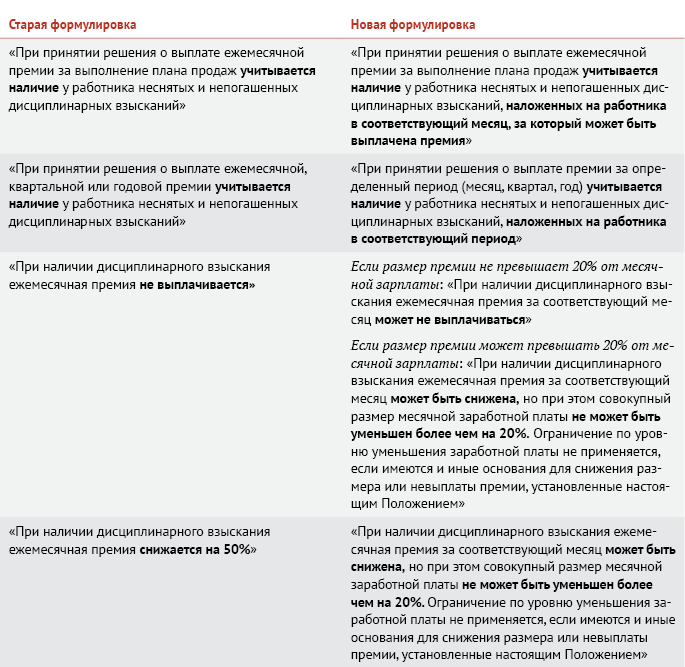 Старая формулировка
Новая формулировка
«При принятии решения о выплате ежемесячной
премии за выполнение плана продаж учитывается
наличие у работника неснятых и непогашенных
дисциплинарных взысканий»
«При принятии решения о выплате ежемесячной
премии за выполнение плана продаж учитывается
наличие у работника неснятых и непогашенных дис-
циплинарных взысканий, наложенных на работника
в соответствующий месяц, за который может быть
выплачена премия»
«При принятии решения о выплате ежемесячной,
квартальной или годовой премии учитывается
наличие у работника неснятых и непогашенных
дисциплинарных взысканий»
«При принятии решения о выплате премии за опре-
деленный период (месяц, квартал, год) учитывается
наличие у работника неснятых и непогашенных дис-
циплинарных взысканий, наложенных на работника
в соответствующий период»
«При наличии дисциплинарного взыскания
ежемесячная премия не выплачивается»
Если размер премии не превышает 20% от месяч-
ной зарплаты: «При наличии дисциплинарного взы-
скания ежемесячная премия за соответствующий ме-
сяц может не выплачиваться»
Если размер премии может превышать 20% от ме-
сячной зарплаты: «При наличии дисциплинарного
взыскания ежемесячная премия за соответствующий
месяц может быть снижена, но при этом совокупный
размер месячной заработной платы не может быть
уменьшен более чем на 20%. Ограничение по уров-
ню уменьшения заработной платы не применяется,
если имеются и иные основания для снижения раз-
мера или невыплаты премии, установленные настоя-
щим Положением»
«При наличии дисциплинарного взыскания
ежемесячная премия снижается на 50%»
«При наличии дисциплинарного взыскания ежеме-
сячная премия за соответствующий месяц может быть
снижена, но при этом совокупный размер месячной
заработной платы не может быть уменьшен более
чем на 20%. Ограничение по уровню уменьшения за-
работной платы не применяется, если имеются и иные
основания для снижения размера или невыплаты
премии, установленные настоящим Положением»